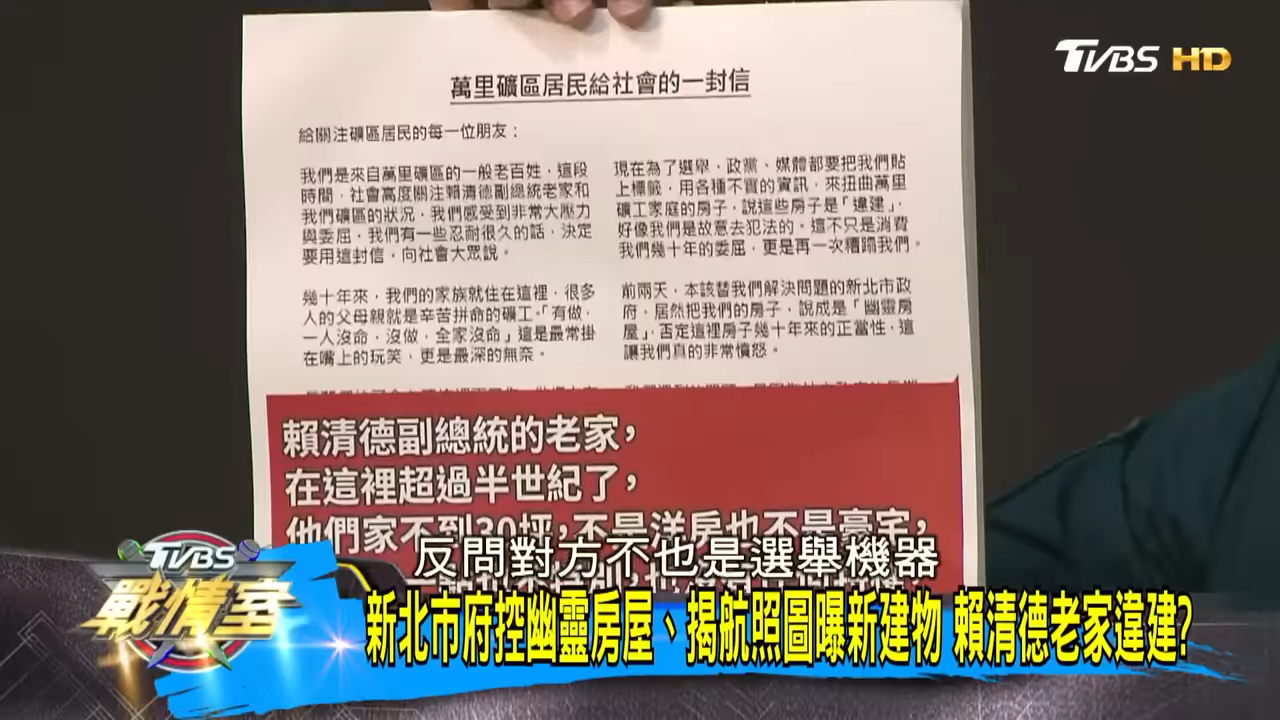 TVBS HD
萬里礦區居民給社會的一封信
給關注礦區居民的每一位朋友：
我們是來自萬里礦區的一般老百姓，這段
時間，社會高度關注賴清德副總統老家和
我們礦區的狀況，我們感受到非常大壓力
與委屈，我們有一些忍耐很久的話，決定
要用這封信，向社會大眾說。
幾十年來，我們的家族就住在這裡，很多
人的父母親就是辛苦拼命的礦工。「有做，
一人沒命，沒做，全家沒命」這是最常掛
在嘴上的玩笑，更是最深的無奈。
現在為了選舉，政黨、媒體都要把我們貼
上標籤，用各種不實的資訊，來扭曲萬里
礦工家庭的房子，說這些房子是「違建」，
好像我們是故意去犯法的。這不只是消費
我們幾十年的委屈，更是再一次糟蹋我們。
前兩天，本該替我們解決問題的新北市政
府，居然把我們的房子，說成是「幽靈房
屋」，否定這裡房子幾十年來的正當性，這
讓我們真的非常憤怒。
賴清德副總統的老家，
在這裡超過半世紀了，
他們家不到30坪，不是洋房也不是豪宅，
反問對方不也是選舉機器
TVBS
戰情室
新北市府控幽靈房屋、揭航照圖曝新建物 賴清德老家違建?